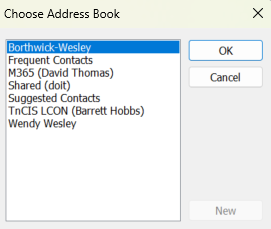 Choose Address Book
Borthwick-Wesley
Frequent Contacts
M365 (David Thomas)
Shared (doit)
Suggested Contacts
TnCIS LCON (Barrett Hobbs)
Wendy Wesley
OK
Cancel
New